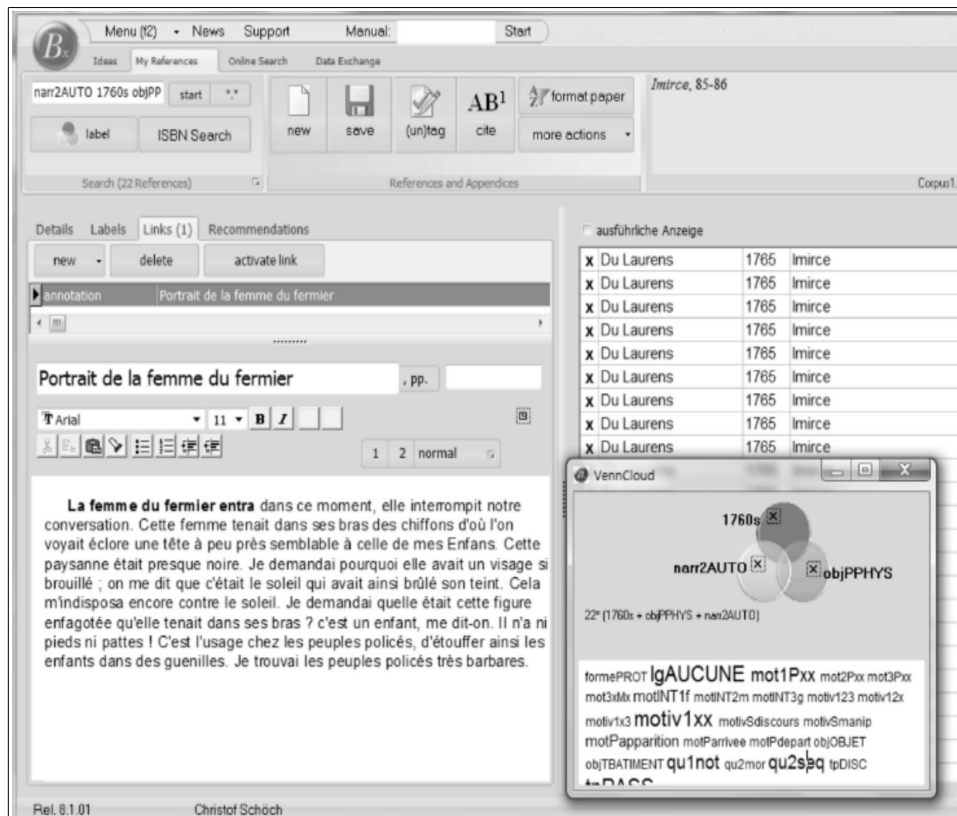 Bx
Menu (f2) News Support Manual: Start
Ideas My References Online Search Data Exchange
narr2AUTO 1760s objPP start *.*
label ISBN Search
new save (un)tag AB¹ cite
format paper
more actions
Imirce, 85-86
Search (22 References) References and Appendices Corpus1.
Details Labels Links (1) Recommendations
new delete activate link
annotation Portrait de la femme du fermier
Portrait de la femme du fermier , pp.
Arial 11 B I
1 2 normal
La femme du fermier entra dans ce moment, elle interrompit notre
conversation. Cette femme tenait dans ses bras des chiffons d'où l'on
voyait éclore une tête à peu près semblable à celle de mes Enfans. Cette
paysanne était presque noire. Je demandai pourquoi elle avait un visage si
brouillé ; on me dit que c'était le soleil qui avait ainsi brûlé son teint. Cela
m'indisposa encore contre le soleil. Je demandai quelle était cette figure
enfagotée qu'elle tenait dans ses bras ? c'est un enfant, me dit-on. Il n'a ni
pieds ni pattes ! C'est l'usage chez les peuples policés, d'étouffer ainsi les
enfants dans des guenilles. Je trouvai les peuples policés très barbares.
ausführliche Anzeige
x Du Laurens 1765 Imirce
x Du Laurens 1765 Imirce
x Du Laurens 1765 Imirce
x Du Laurens 1765 Imirce
x Du Laurens 1765 Imirce
x Du Laurens 1765 Imirce
x Du Laurens 1765 Imirce
x Du Laurens 1765 Imirce
x Du Laurens 1765 Imirce
VennCloud
1760s
narr2AUTO objPPHYS
22* (1760s + objPPHYS + narr2AUTO)
formePROT lgAUCUNE mot1Pxx mot2Pxx mot3Pxx
mot3xMx motINT1f motINT2m motINT3g motiv123 motiv12x
motiv1x3 motiv1xx motivSdiscours motivSmanip
motPapparition motParrivee motPdepart objOBJET
objTBATIMENT qu1not qu2mor qu2seq tpDISC
tpPASS
Rel. 8.1.01 Christof Schöch